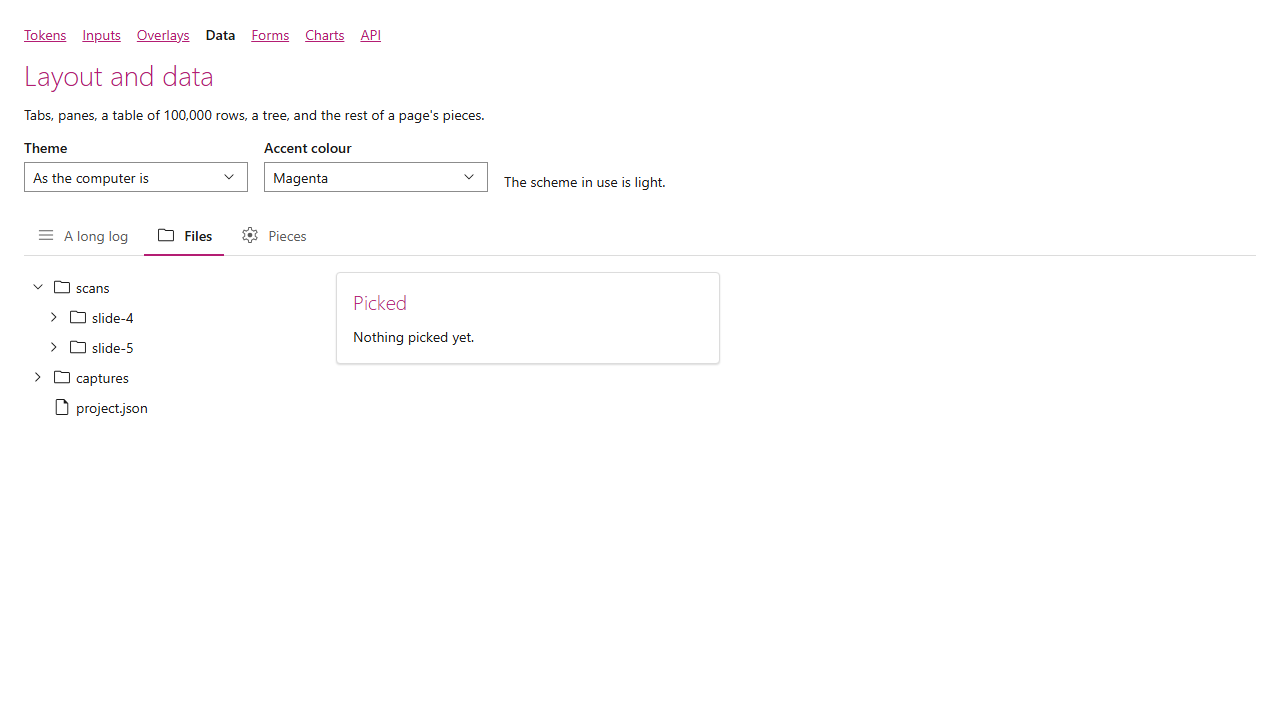 Tokens Inputs Overlays Data Forms Charts API
Layout and data
Tabs, panes, a table of 100,000 rows, a tree, and the rest of a page's pieces.
Theme Accent colour
As the computer is Magenta The scheme in use is light.
A long log Files Pieces
scans
slide-4
slide-5
captures
project.json
Picked
Nothing picked yet.